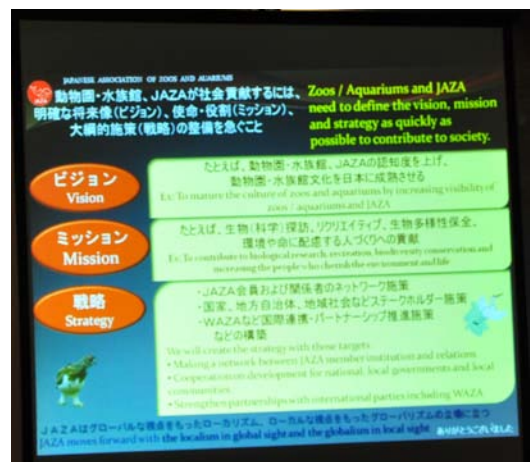 JAPANESE ASSOCIATION OF ZOOS AND AUARIUMS
動物園・水族館、JAZAが社会貢献するには、
明確な将来像(ビジョン)、使命・役割(ミッション)、
大綱的施策(戦略)の整備を急ぐこと
Zoos / Aquariums and JAZA
need to define the vision, mission
and strategy as quickly as
possible to contribute to society.
ビジョン
Vision
たとえば、動物園・水族館、JAZAの認知度を上げ、
動物園・水族館文化を日本に成熟させる
Ex: To mature the culture of zoos and aquariums by increasing visibility of
zoos / aquariums and JAZA
ミッション
Mission
たとえば、生物(科学)探訪、リクリエイティブ、生物多様性保全、
環境や命に配慮する人づくりへの貢献
Ex: To contribute to biological research, recreation, biodiversity conservation and
increasing the people who cherish the environment and life
戦略
Strategy
・JAZA会員および関係者のネットワーク施策
・国家、地方自治体、地域社会などステークホルダー施策
・WAZAなど国際連携・パートナーシップ推進施策
などの構築
We will create the strategy with those targets
• Making a network between JAZA member institution and relations
• Cooperation development for national, local governments and local
communities
• Strengthen partnerships with international parties including WAZA
JAZAはグローバルな視点をもったローカリズム、ローカルな視点をもったグローバリズムの立場に立つ
JAZA moves forward with the localism in global sight and the globalism in local sight
ありがとうございました